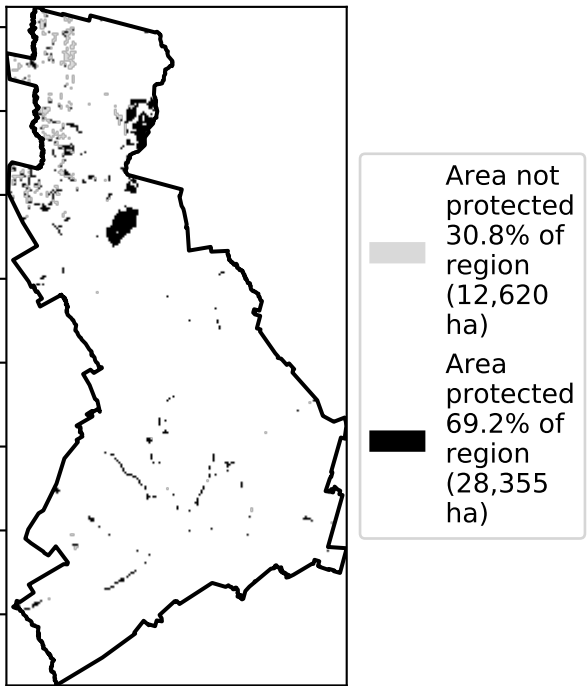 Area not
protected
30.8% of
region
(12,620
ha)
Area
protected
69.2% of
region
(28,355
ha)